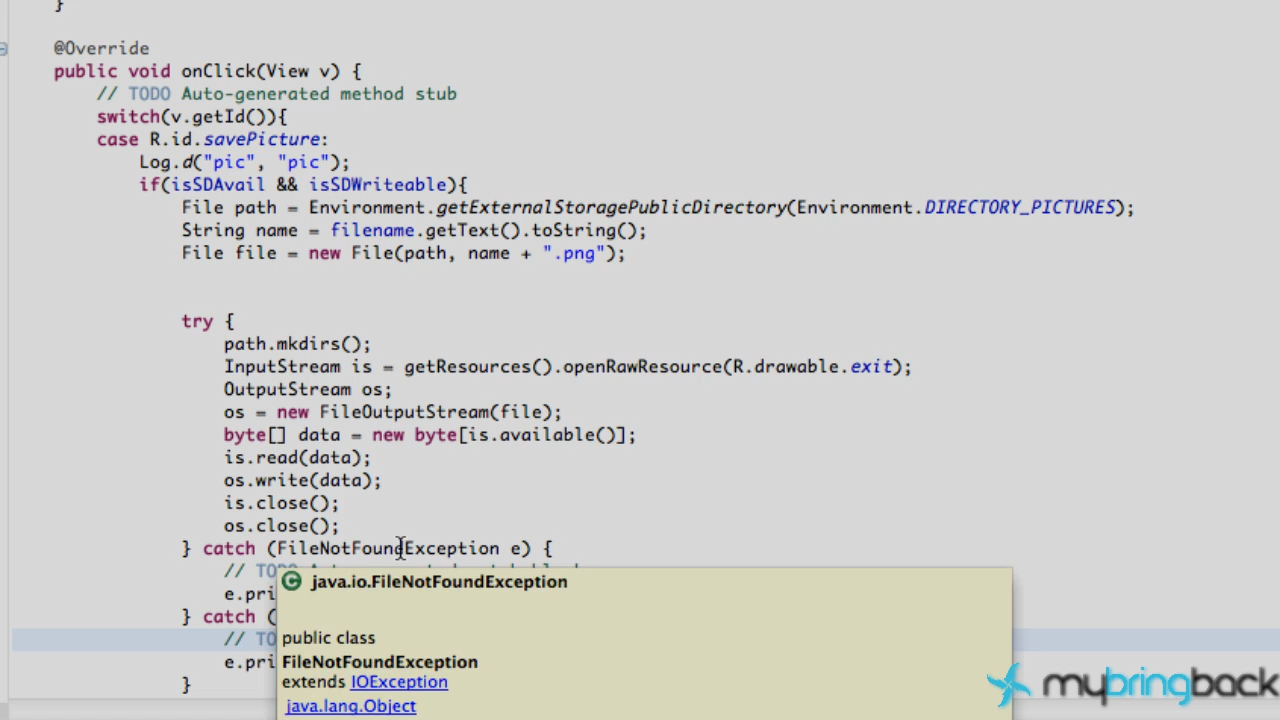 }
@Override
public void onClick(View v) {
// TODO Auto-generated method stub
switch(v.getId()){
case R.id.savePicture:
Log.d("pic", "pic");
if(isSDAvail && isSDWriteable){
File path = Environment.getExternalStoragePublicDirectory(Environment.DIRECTORY_PICTURES);
String name = filename.getText().toString();
File file = new File(path, name + ".png");
try {
path.mkdirs();
InputStream is = getResources().openRawResource(R.drawable.exit);
OutputStream os;
os = new FileOutputStream(file);
byte[] data = new byte[is.available()];
is.read(data);
os.write(data);
is.close();
os.close();
} catch (FileNotFoundException e) {
// TO
e.pri
} catch (
// TO
e.pri
}
java.io.FileNotFoundException
public class
FileNotFoundException
extends IOException
java.lang.Object
mybringback